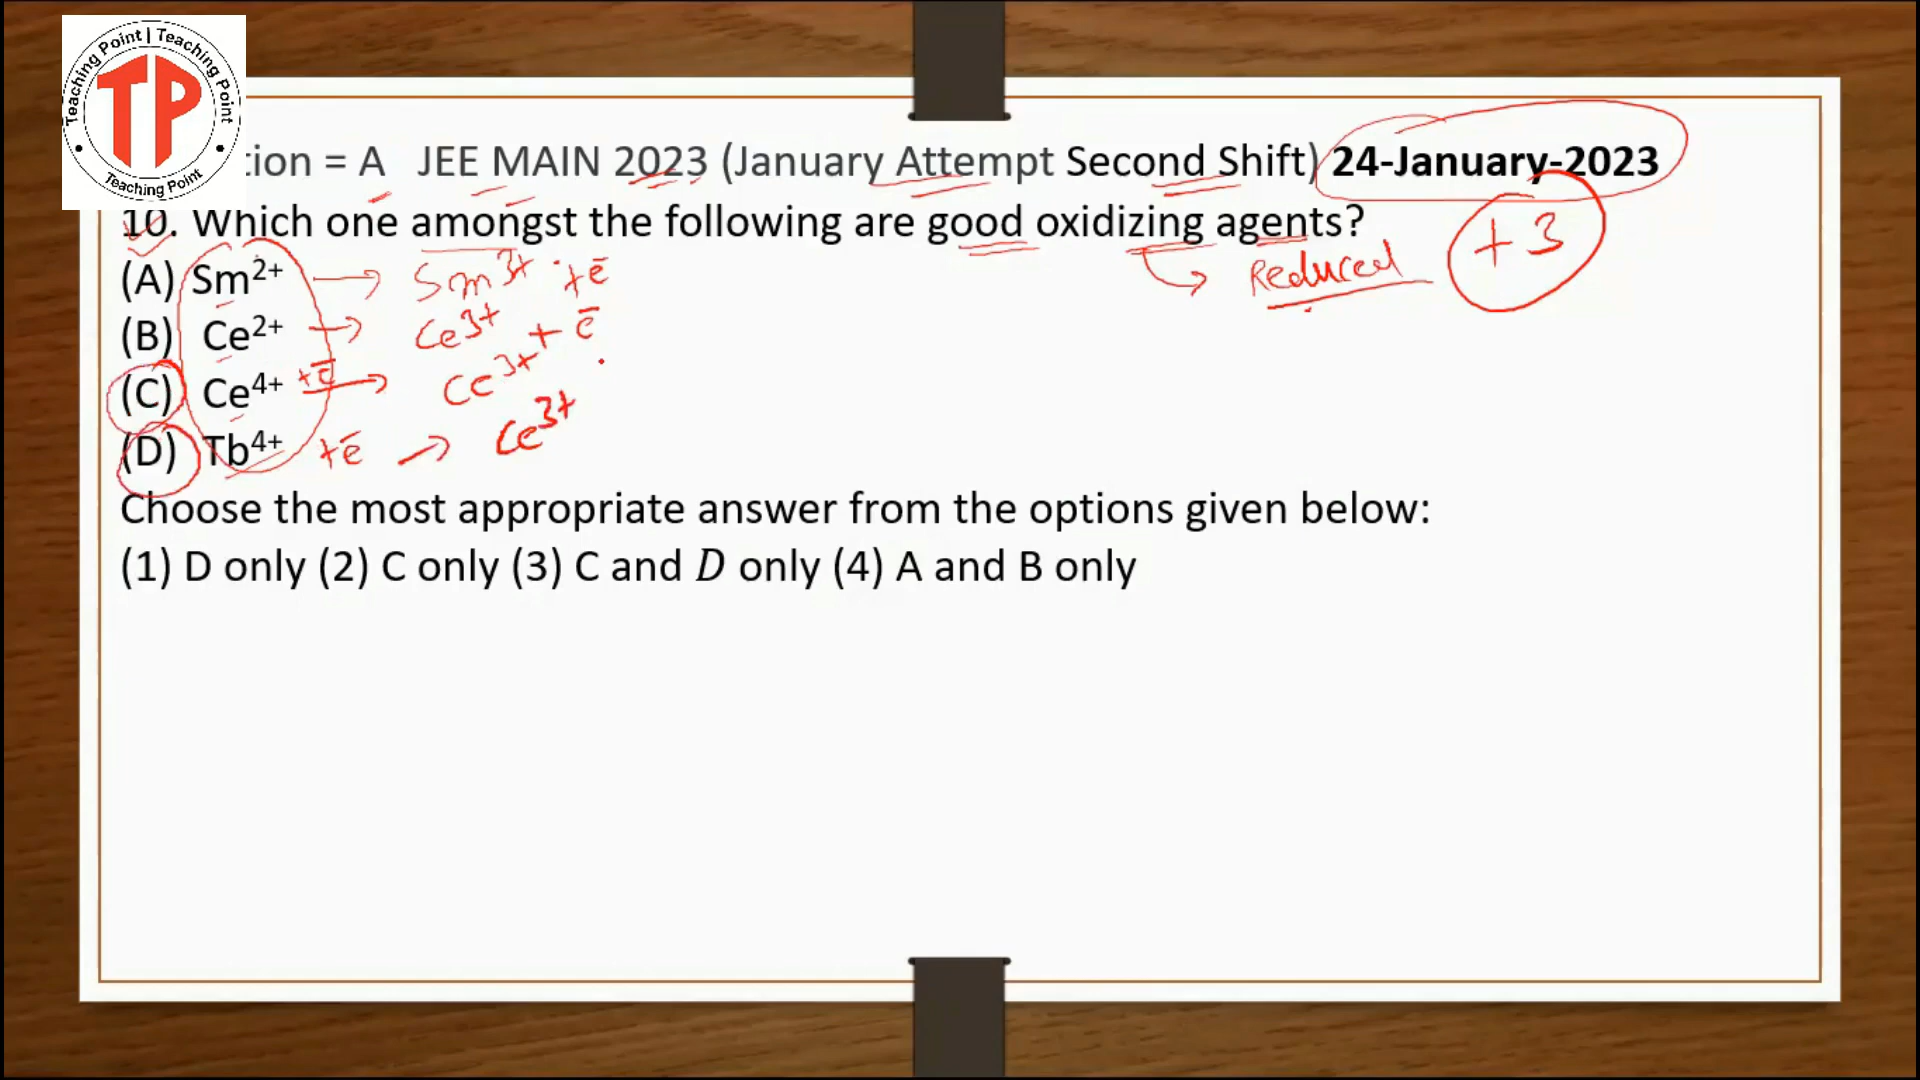 Teaching Point | Teaching Point
TP
Teaching Point
tion = A JEE MAIN 2023 (January Attempt Second Shift) 24-January-2023
10. Which one amongst the following are good oxidizing agents?
+3
Reduced
(A) Sm²⁺ → Sm³⁺ + ē
(B) Ce²⁺ → Ce³⁺ + ē
(C) Ce⁴⁺ +ē → Ce³⁺
(D) Tb⁴⁺ +ē → Ce³⁺
Choose the most appropriate answer from the options given below:
(1) D only (2) C only (3) C and D only (4) A and B only